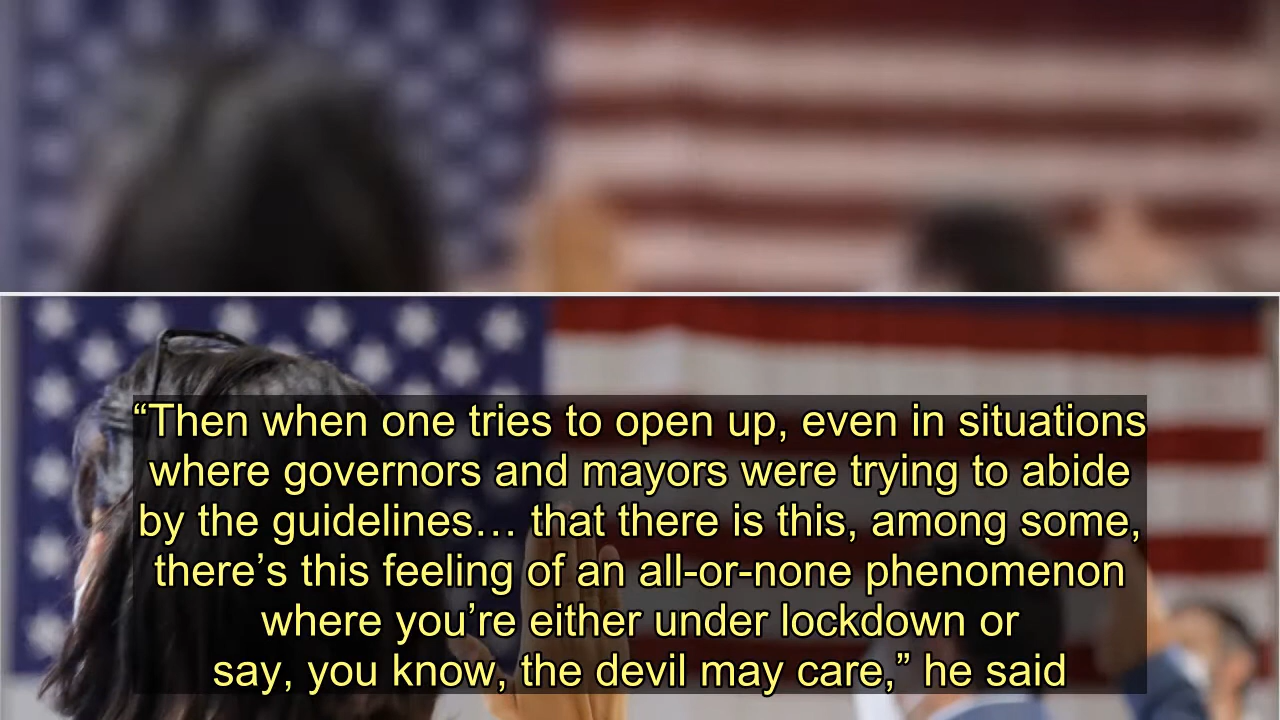 “Then when one tries to open up, even in situations
where governors and mayors were trying to abide
by the guidelines… that there is this, among some,
there’s this feeling of an all-or-none phenomenon
where you’re either under lockdown or
say, you know, the devil may care,” he said